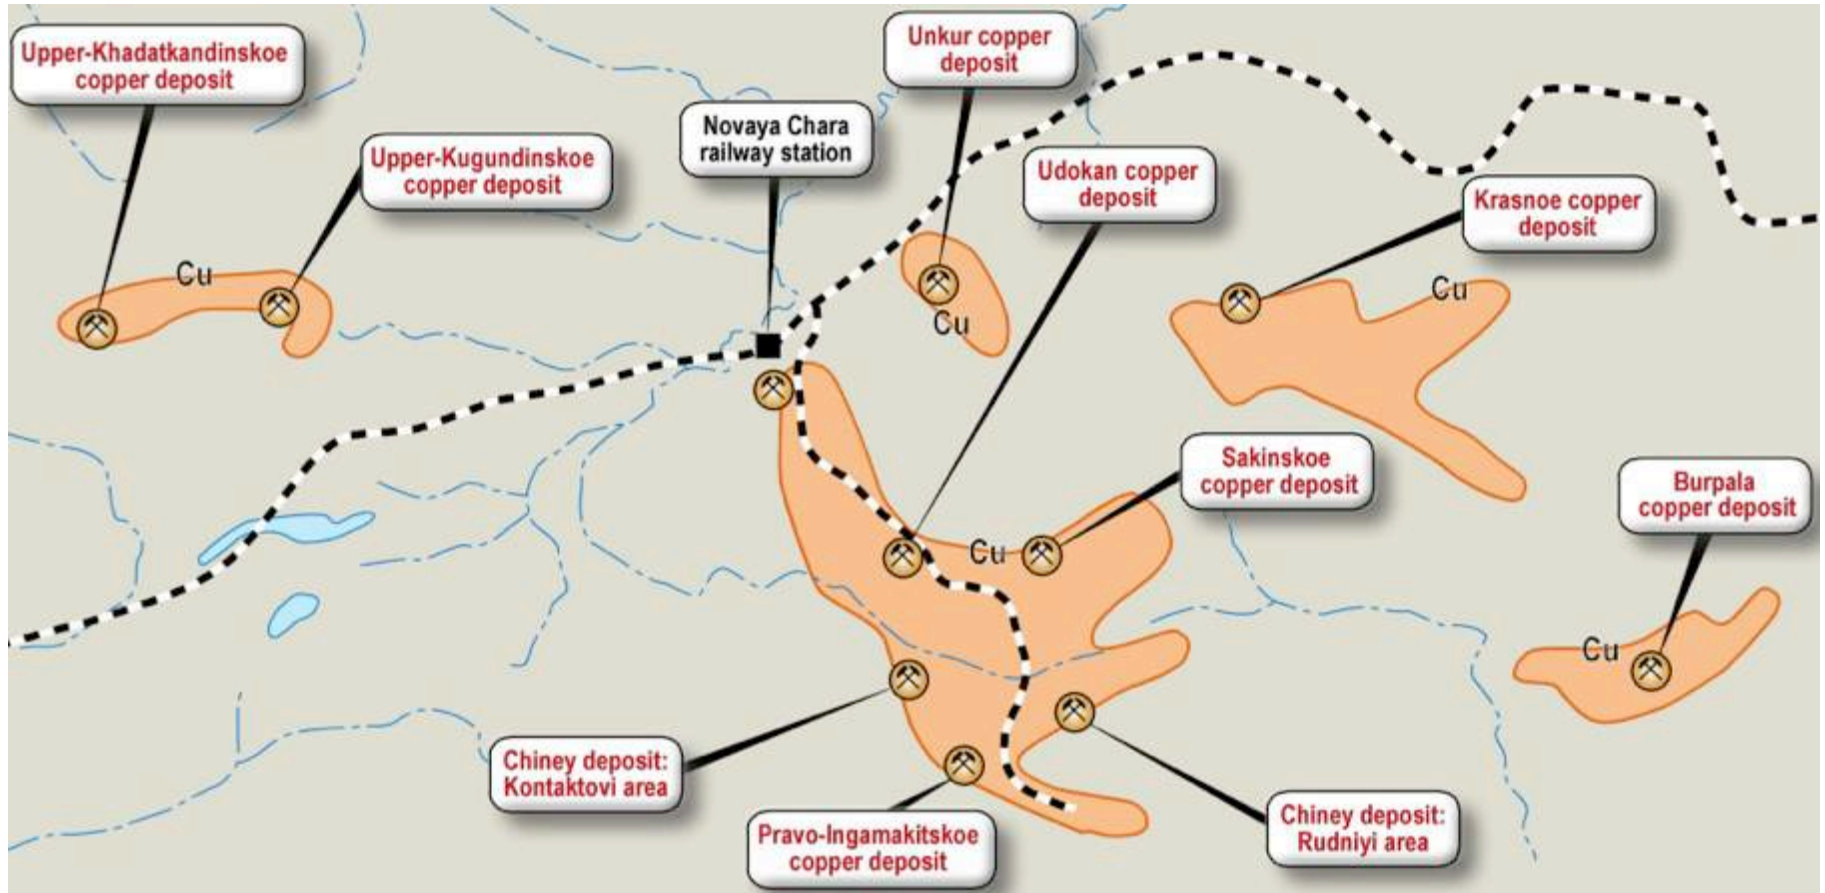 Upper-Khadatkandinskoe
copper deposit
Unkur copper
deposit
Novaya Chara
railway station
Upper-Kugundinskoe
copper deposit
Udokan copper
deposit
Krasnoe copper
deposit
Cu
Cu
Cu
Sakinskoe
copper deposit
Burpala
copper deposit
Cu
Cu
Chiney deposit:
Kontaktovi area
Pravo-Ingamakitskoe
copper deposit
Chiney deposit:
Rudniyi area